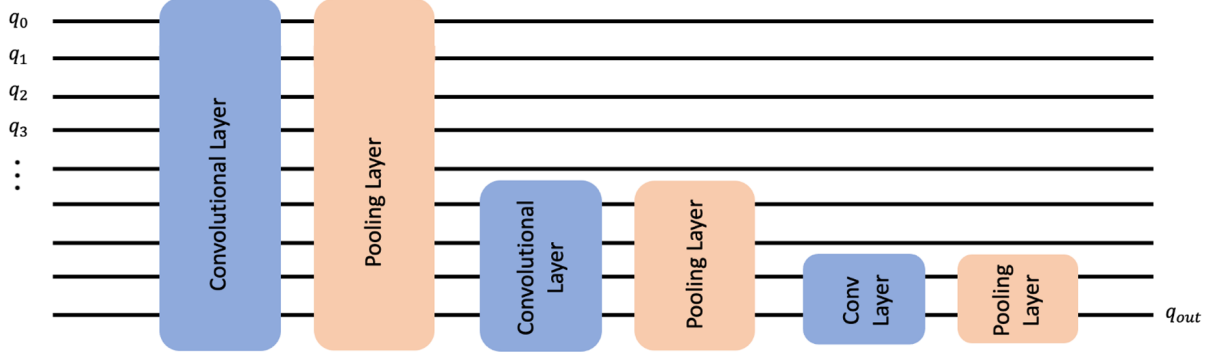 q₀
q₁
q₂
q₃
⋮
Convolutional Layer
Pooling Layer
Convolutional
Layer
Pooling Layer
Conv
Layer
Pooling
Layer
qₒᵤₜ